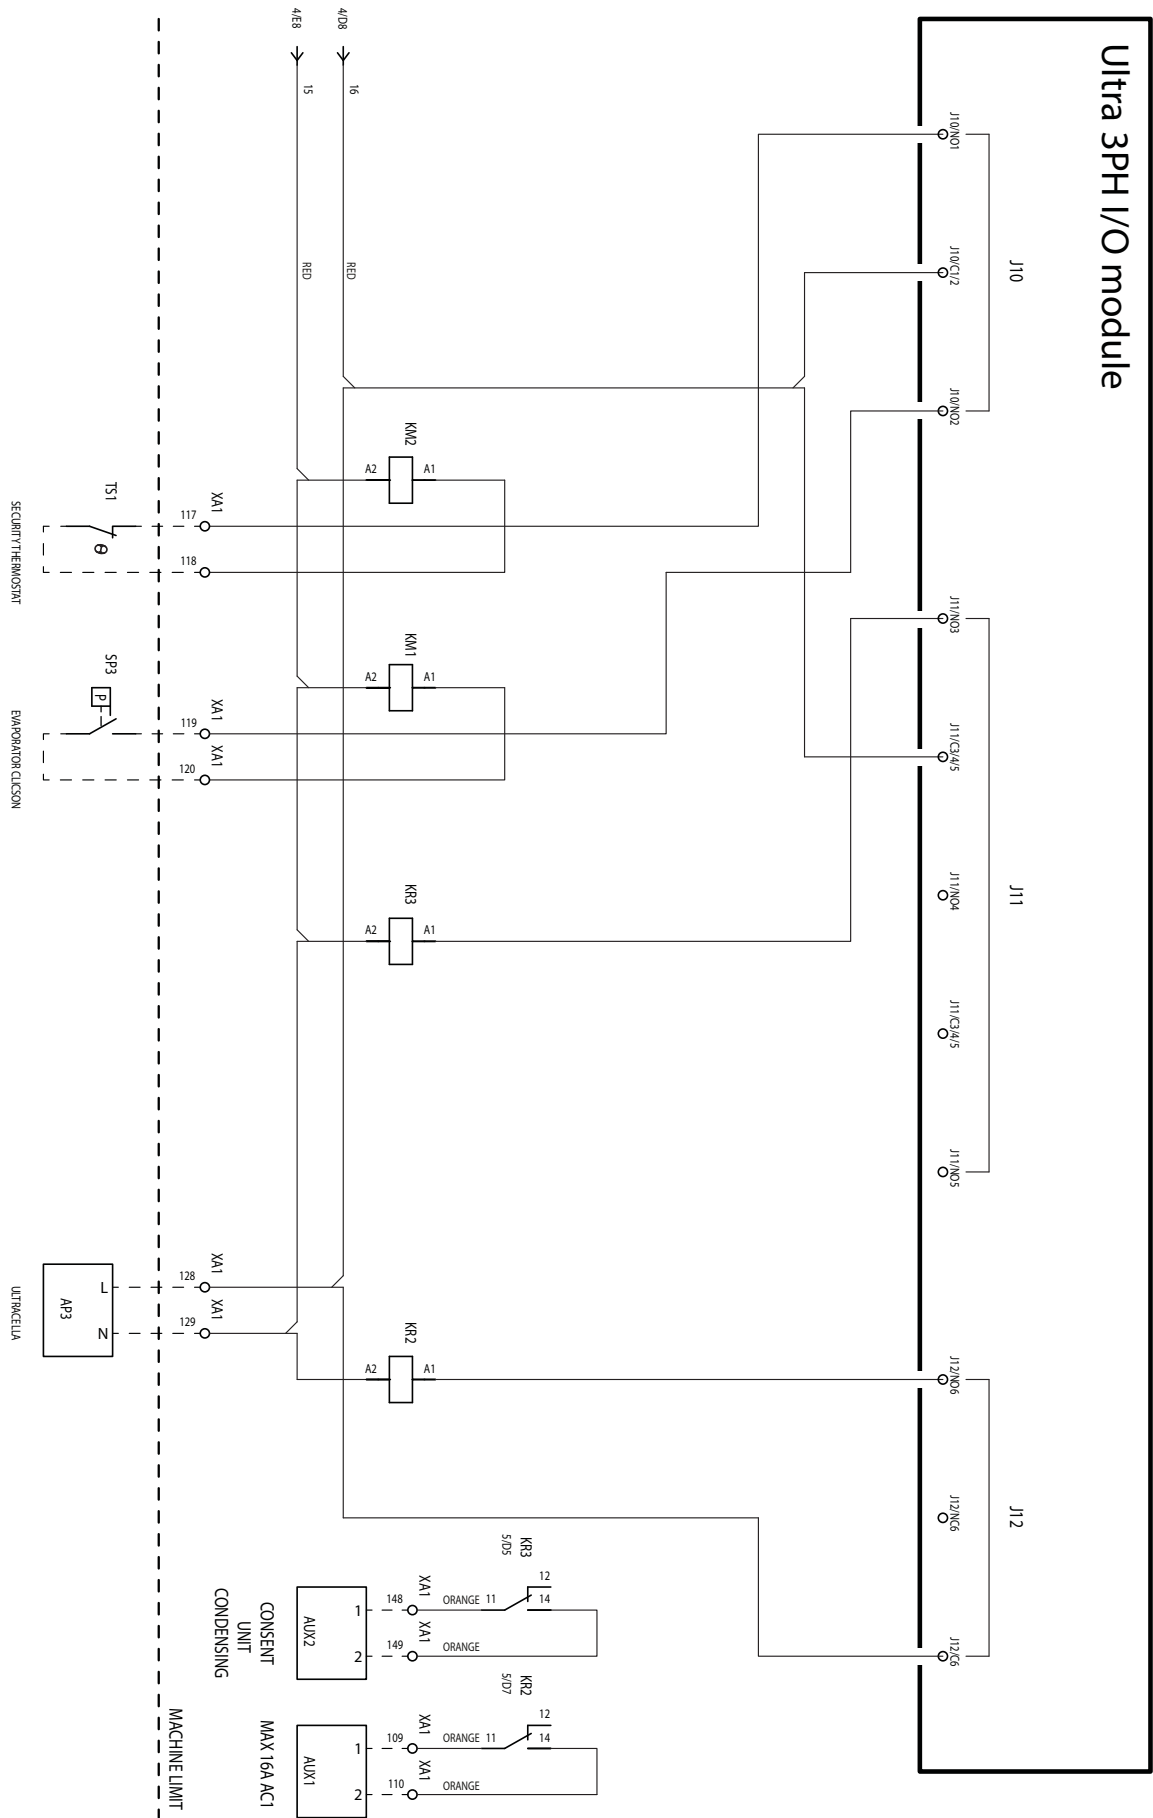 Ultra 3PH I/O module
J10
J11
J12
J10/NO1
J10/C1/2
J10/NO2
J11/NO3
J11/C3/4/5
J11/NO4
J11/C3/4/5
J11/NO5
J12/NO6
J12/NC6
J12/C6
4/D8
16
RED
4/E8
15
RED
KM2
A2
A1
KM1
A2
A1
KR3
A2
A1
KR2
A2
A1
KR3
5/D5
12
11
14
ORANGE
ORANGE
XA1
XA1
148
149
1
2
AUX2
CONSENT
UNIT
CONDENSING
KR2
5/D7
12
11
14
ORANGE
ORANGE
XA1
XA1
109
110
1
2
AUX1
MAX 16A AC1
XA1
117
118
XA1
XA1
119
120
XA1
XA1
128
129
MACHINE LIMIT
TS1
θ
SECURITY THERMOSTAT
SP3
P
EVAPORATOR CLICSON
L
N
AP3
ULTRACELLA